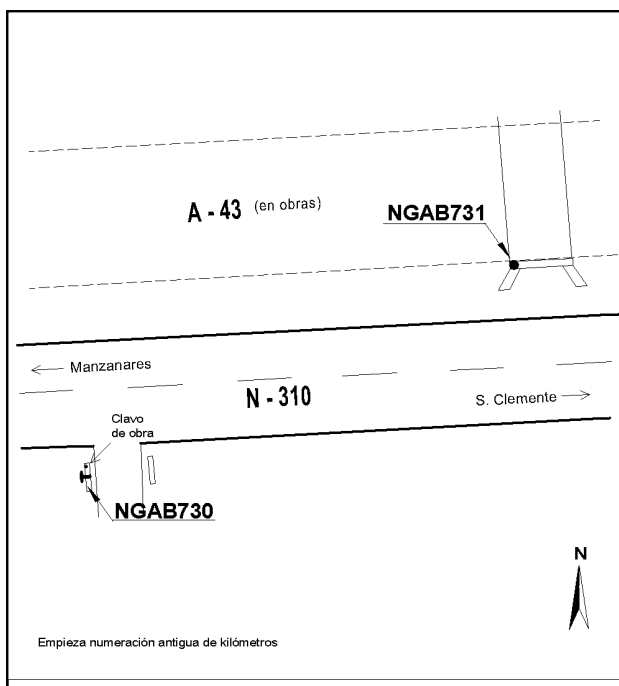 A - 43 (en obras)
NGAB731
Manzanares
N - 310
S. Clemente
Clavo
de obra
NGAB730
N
Empieza numeración antigua de kilómetros